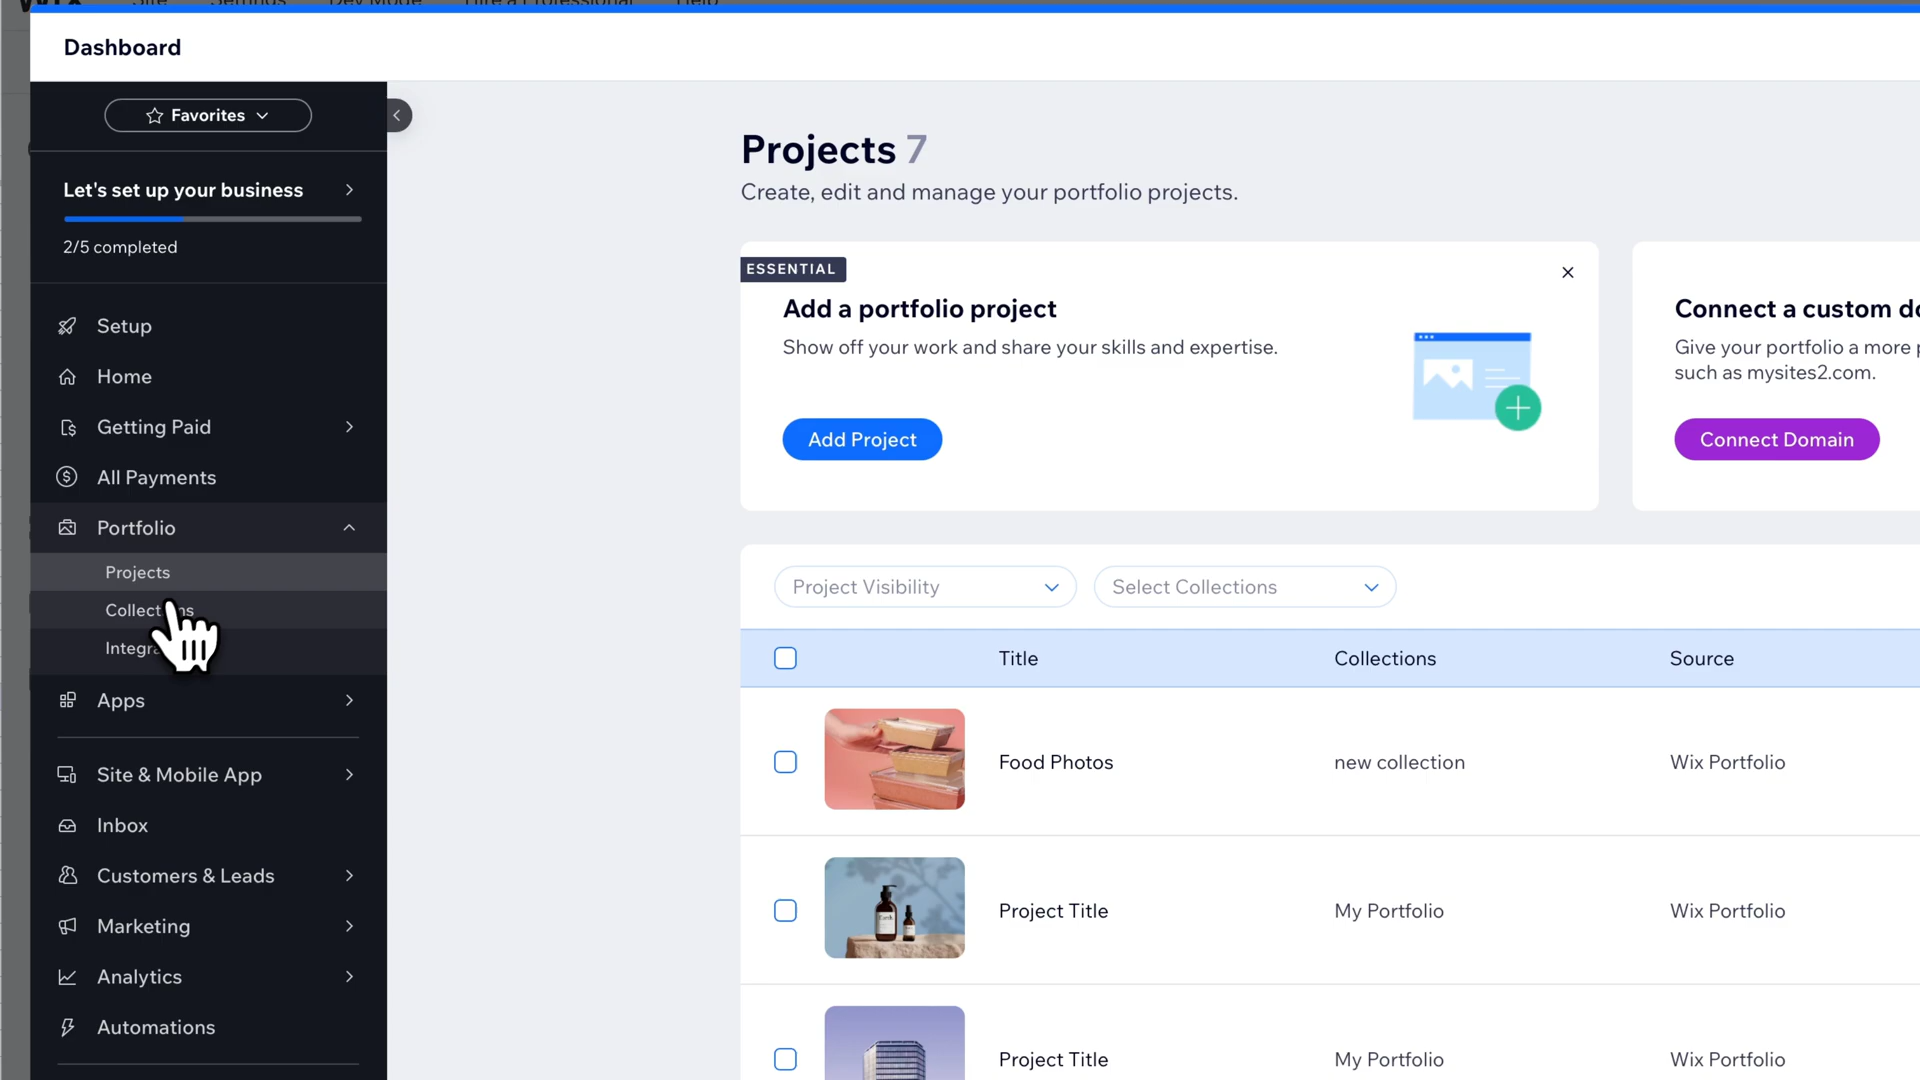 Dashboard
Favorites
Let's set up your business
2/5 completed
Setup
Home
Getting Paid
All Payments
Portfolio
Projects
Apps
Site & Mobile App
Inbox
Customers & Leads
Marketing
Analytics
Automations
Projects 7
Create, edit and manage your portfolio projects.
ESSENTIAL
Add a portfolio project
Show off your work and share your skills and expertise.
Add Project
Connect a custom
Give your portfolio a more
such as mysites2.com.
Connect Domain
Project Visibility
Select Collections
Title Collections Source
Food Photos new collection Wix Portfolio
Project Title My Portfolio Wix Portfolio
Project Title My Portfolio Wix Portfolio